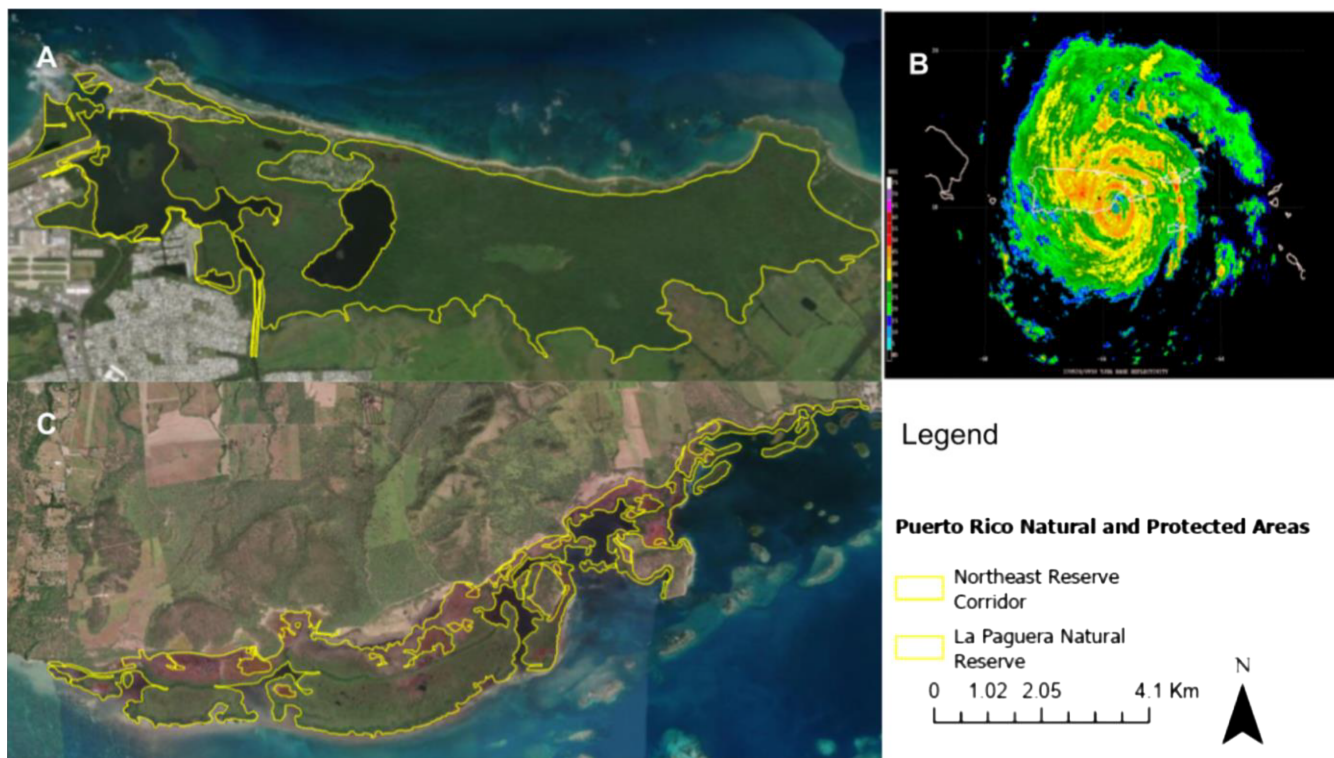 A
B
C
Legend
Puerto Rico Natural and Protected Areas
Northeast Reserve
Corridor
La Paguera Natural
Reserve
N
0 1.02 2.05 4.1 Km